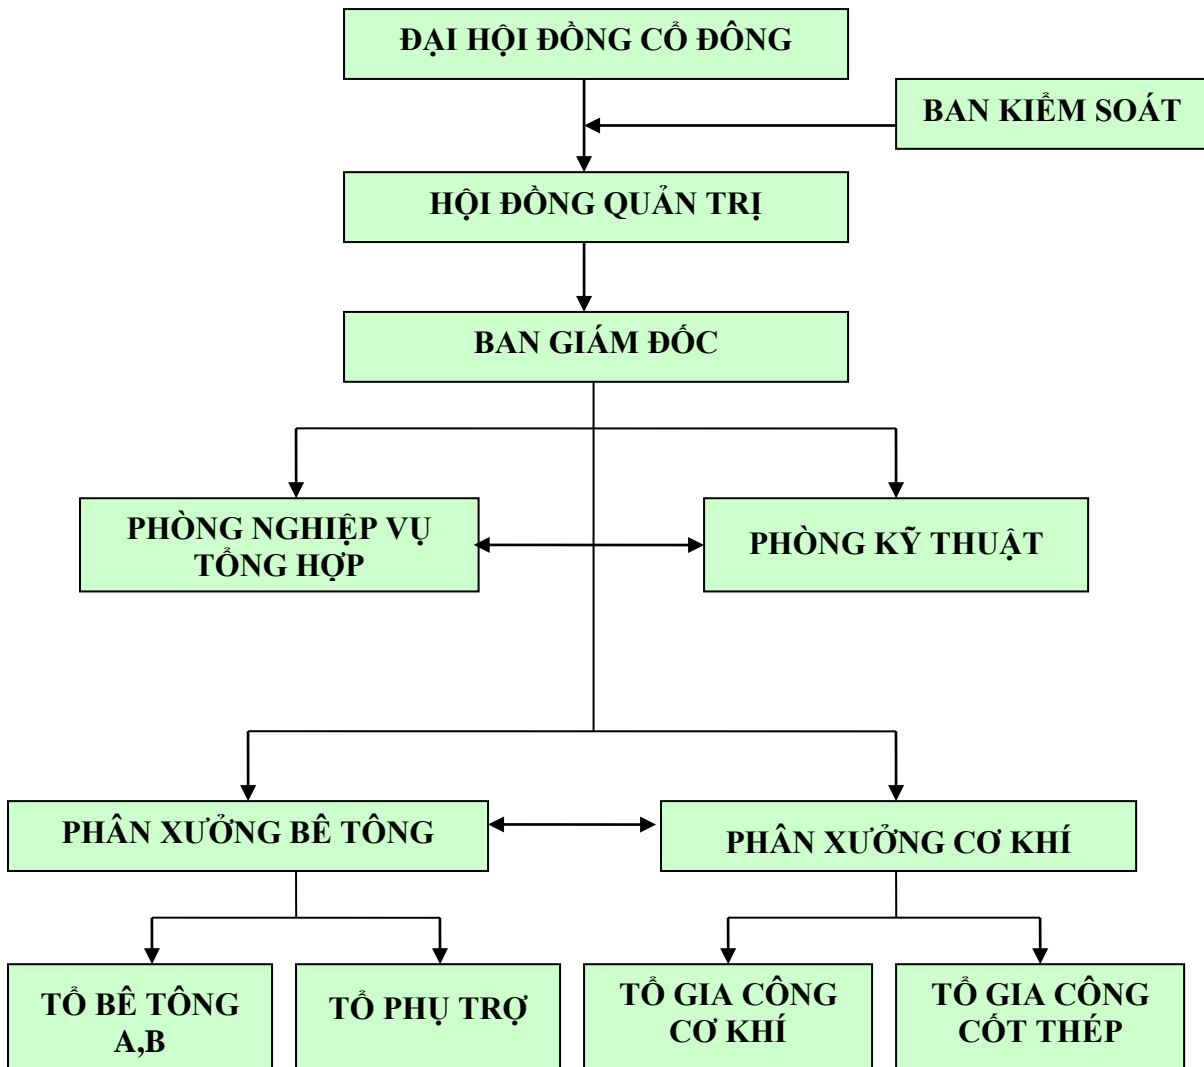 ĐẠI HỘI ĐỒNG CỔ ĐÔNG
BAN KIỂM SOÁT
HỘI ĐỒNG QUẢN TRỊ
BAN GIÁM ĐỐC
PHÒNG NGHIỆP VỤ
TỔNG HỢP
PHÒNG KỸ THUẬT
PHÂN XƯỞNG BÊ TÔNG
PHÂN XƯỞNG CƠ KHÍ
TỔ BÊ TÔNG
A,B
TỔ PHỤ TRỢ
TỔ GIA CÔNG
CƠ KHÍ
TỔ GIA CÔNG
CỐT THÉP